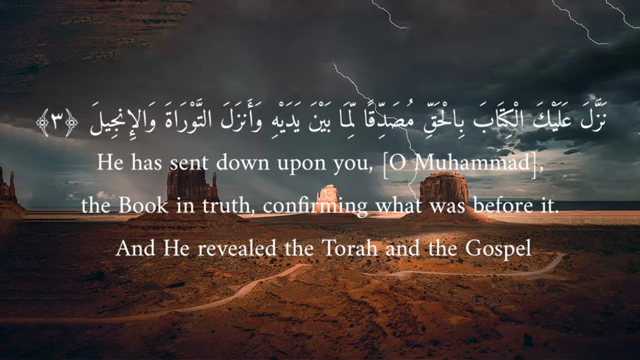 نَزَّلَ عَلَيْكَ الْكِتَابَ بِالْحَقِّ مُصَدِّقًا لِّمَا بَيْنَ يَدَيْهِ وَأَنزَلَ التَّوْرَاةَ وَالإِنجِيلَ ﴿٣﴾
He has sent down upon you, [O Muhammad],
the Book in truth, confirming what was before it.
And He revealed the Torah and the Gospel